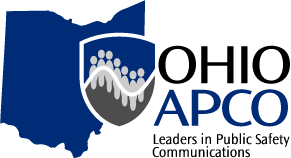 OHIO
APCO
Leaders in Public Safety
Communications